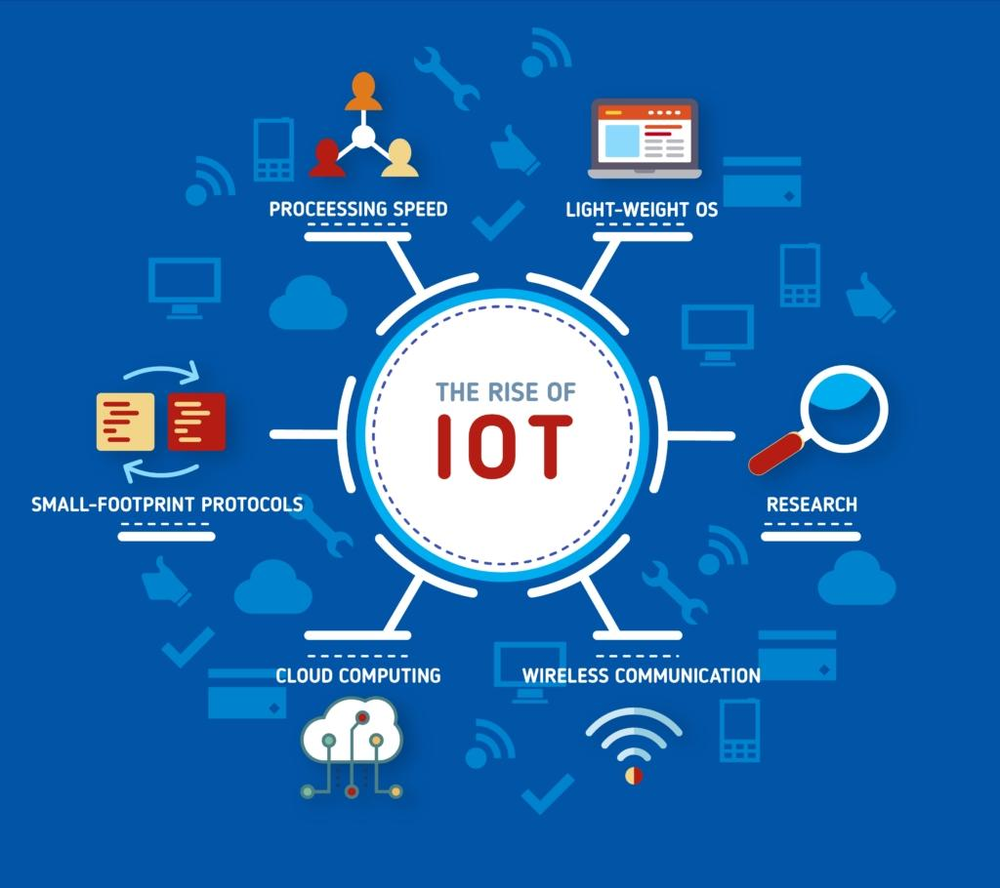 PROCEESSING SPEED
LIGHT-WEIGHT OS
THE RISE OF
IOT
SMALL-FOOTPRINT PROTOCOLS
RESEARCH
CLOUD COMPUTING
WIRELESS COMMUNICATION